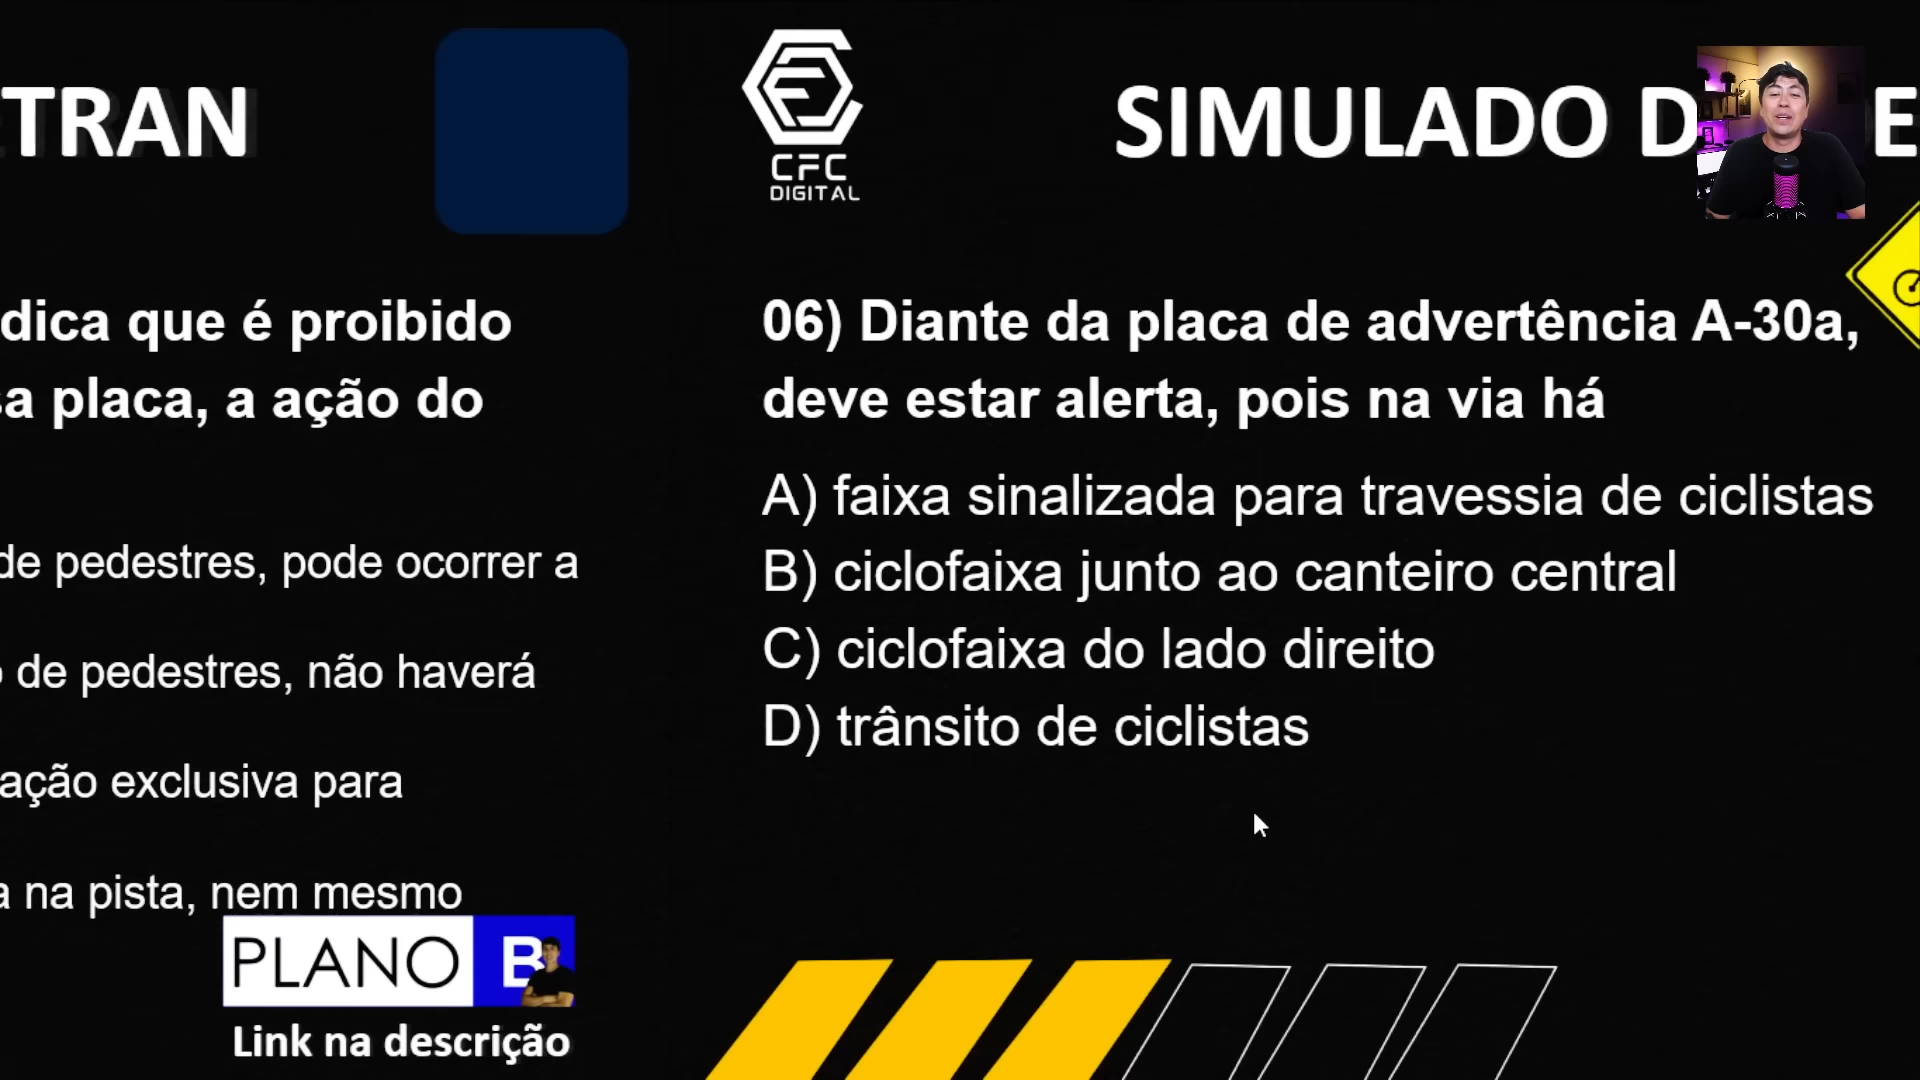 TRAN
dica que é proibido
sa placa, a ação do
de pedestres, pode ocorrer a
o de pedestres, não haverá
ação exclusiva para
a na pista, nem mesmo
PLANO B
Link na descrição
CFC
DIGITAL
SIMULADO D E
06) Diante da placa de advertência A-30a,
deve estar alerta, pois na via há
A) faixa sinalizada para travessia de ciclistas
B) ciclofaixa junto ao canteiro central
C) ciclofaixa do lado direito
D) trânsito de ciclistas